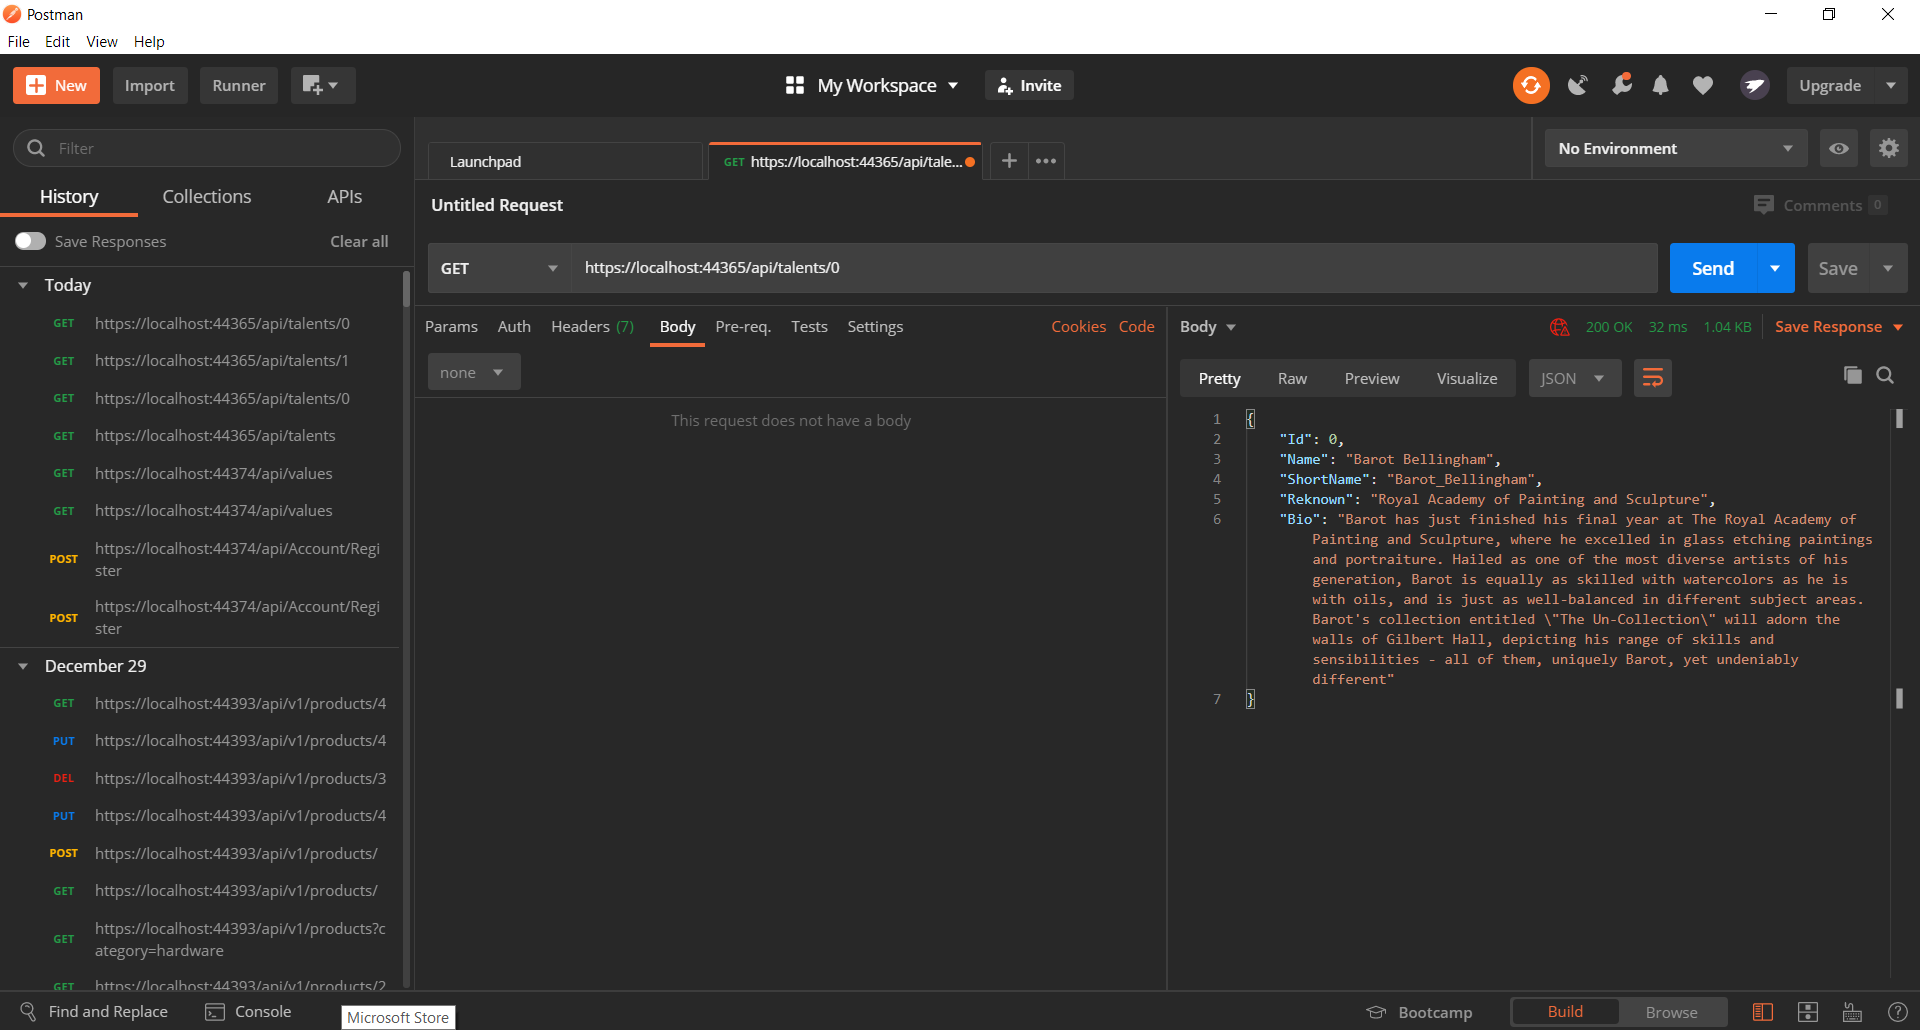 Postman
File Edit View Help
New Import Runner My Workspace Invite Upgrade
Filter
History Collections APIs
Save Responses Clear all
Today
GET https://localhost:44365/api/talents/0
GET https://localhost:44365/api/talents/1
GET https://localhost:44365/api/talents/0
GET https://localhost:44365/api/talents
GET https://localhost:44374/api/values
GET https://localhost:44374/api/values
POST https://localhost:44374/api/Account/Regi
ster
POST https://localhost:44374/api/Account/Regi
ster
December 29
GET https://localhost:44393/api/v1/products/4
PUT https://localhost:44393/api/v1/products/4
DEL https://localhost:44393/api/v1/products/3
PUT https://localhost:44393/api/v1/products/4
POST https://localhost:44393/api/v1/products/
GET https://localhost:44393/api/v1/products/
GET https://localhost:44393/api/v1/products?c
ategory=hardware
GET https://localhost:44393/api/v1/products/2
Launchpad GET https://localhost:44365/api/tale... No Environment
Untitled Request Comments 0
GET https://localhost:44365/api/talents/0 Send Save
Params Auth Headers (7) Body Pre-req. Tests Settings Cookies Code
none
This request does not have a body
Body 200 OK 32 ms 1.04 KB Save Response
Pretty Raw Preview Visualize JSON
1 {
2 "Id": 0,
3 "Name": "Barot Bellingham",
4 "ShortName": "Barot_Bellingham",
5 "Reknown": "Royal Academy of Painting and Sculpture",
6 "Bio": "Barot has just finished his final year at The Royal Academy of
Painting and Sculpture, where he excelled in glass etching paintings
and portraiture. Hailed as one of the most diverse artists of his
generation, Barot is equally as skilled with watercolors as he is
with oils, and is just as well-balanced in different subject areas.
Barot's collection entitled \"The Un-Collection\" will adorn the
walls of Gilbert Hall, depicting his range of skills and
sensibilities - all of them, uniquely Barot, yet undeniably
different"
7 }
Find and Replace Console Microsoft Store Bootcamp Build Browse